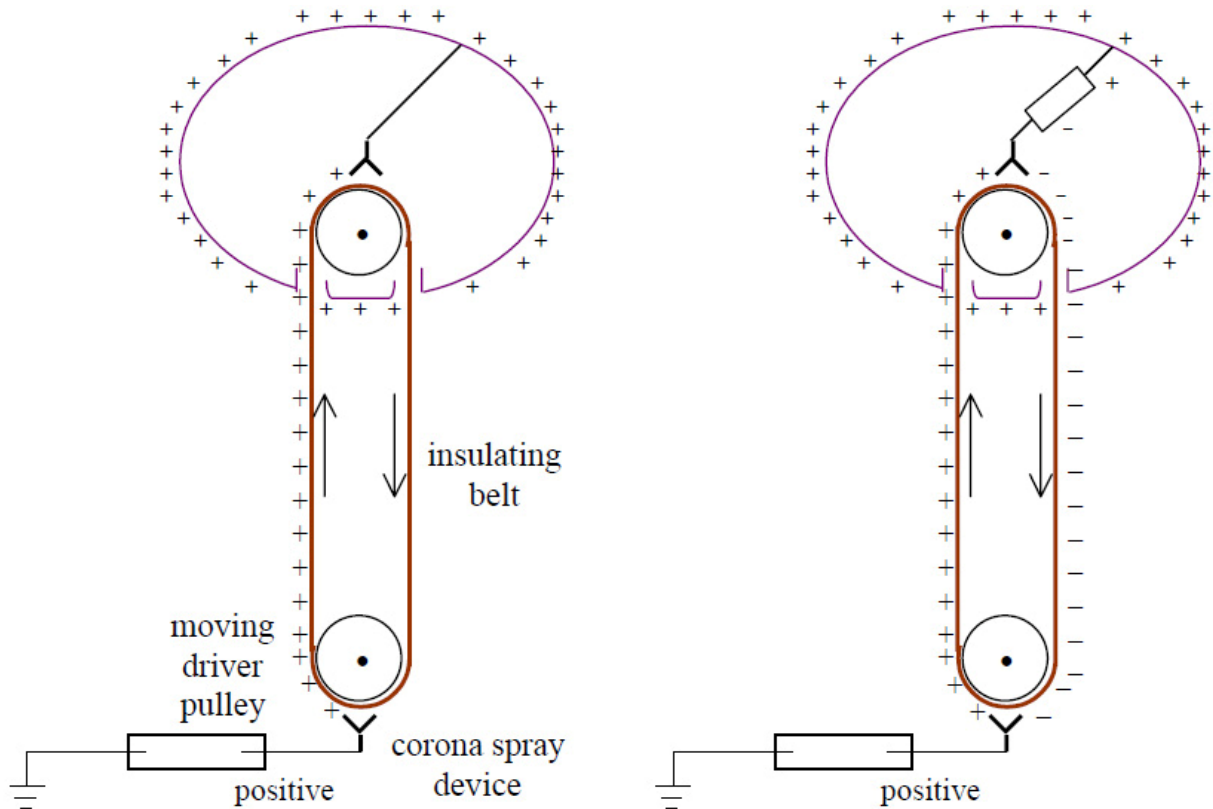 insulating
belt
moving
driver
pulley
corona spray
device
positive
positive